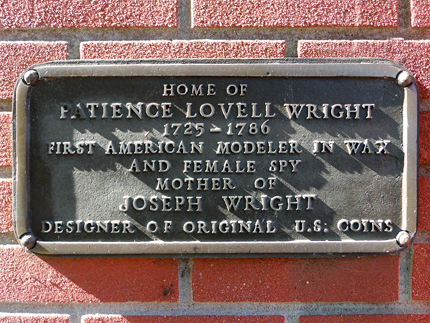 HOME OF
PATIENCE LOVELL WRIGHT
1725 - 1786
FIRST AMERICAN MODELER IN WAX
AND FEMALE SPY
MOTHER OF
JOSEPH WRIGHT
DESIGNER OF ORIGINAL U.S. COINS